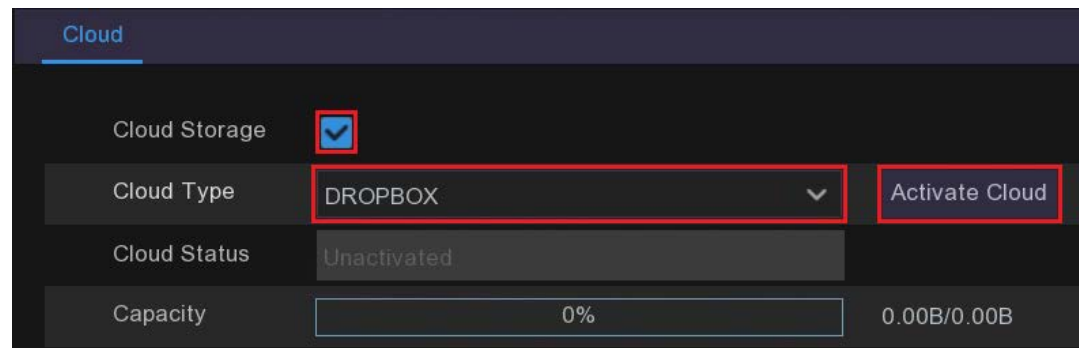 Cloud
Cloud Storage
Cloud Type DROPBOX Activate Cloud
Cloud Status Unactivated
Capacity 0% 0.00B/0.00B